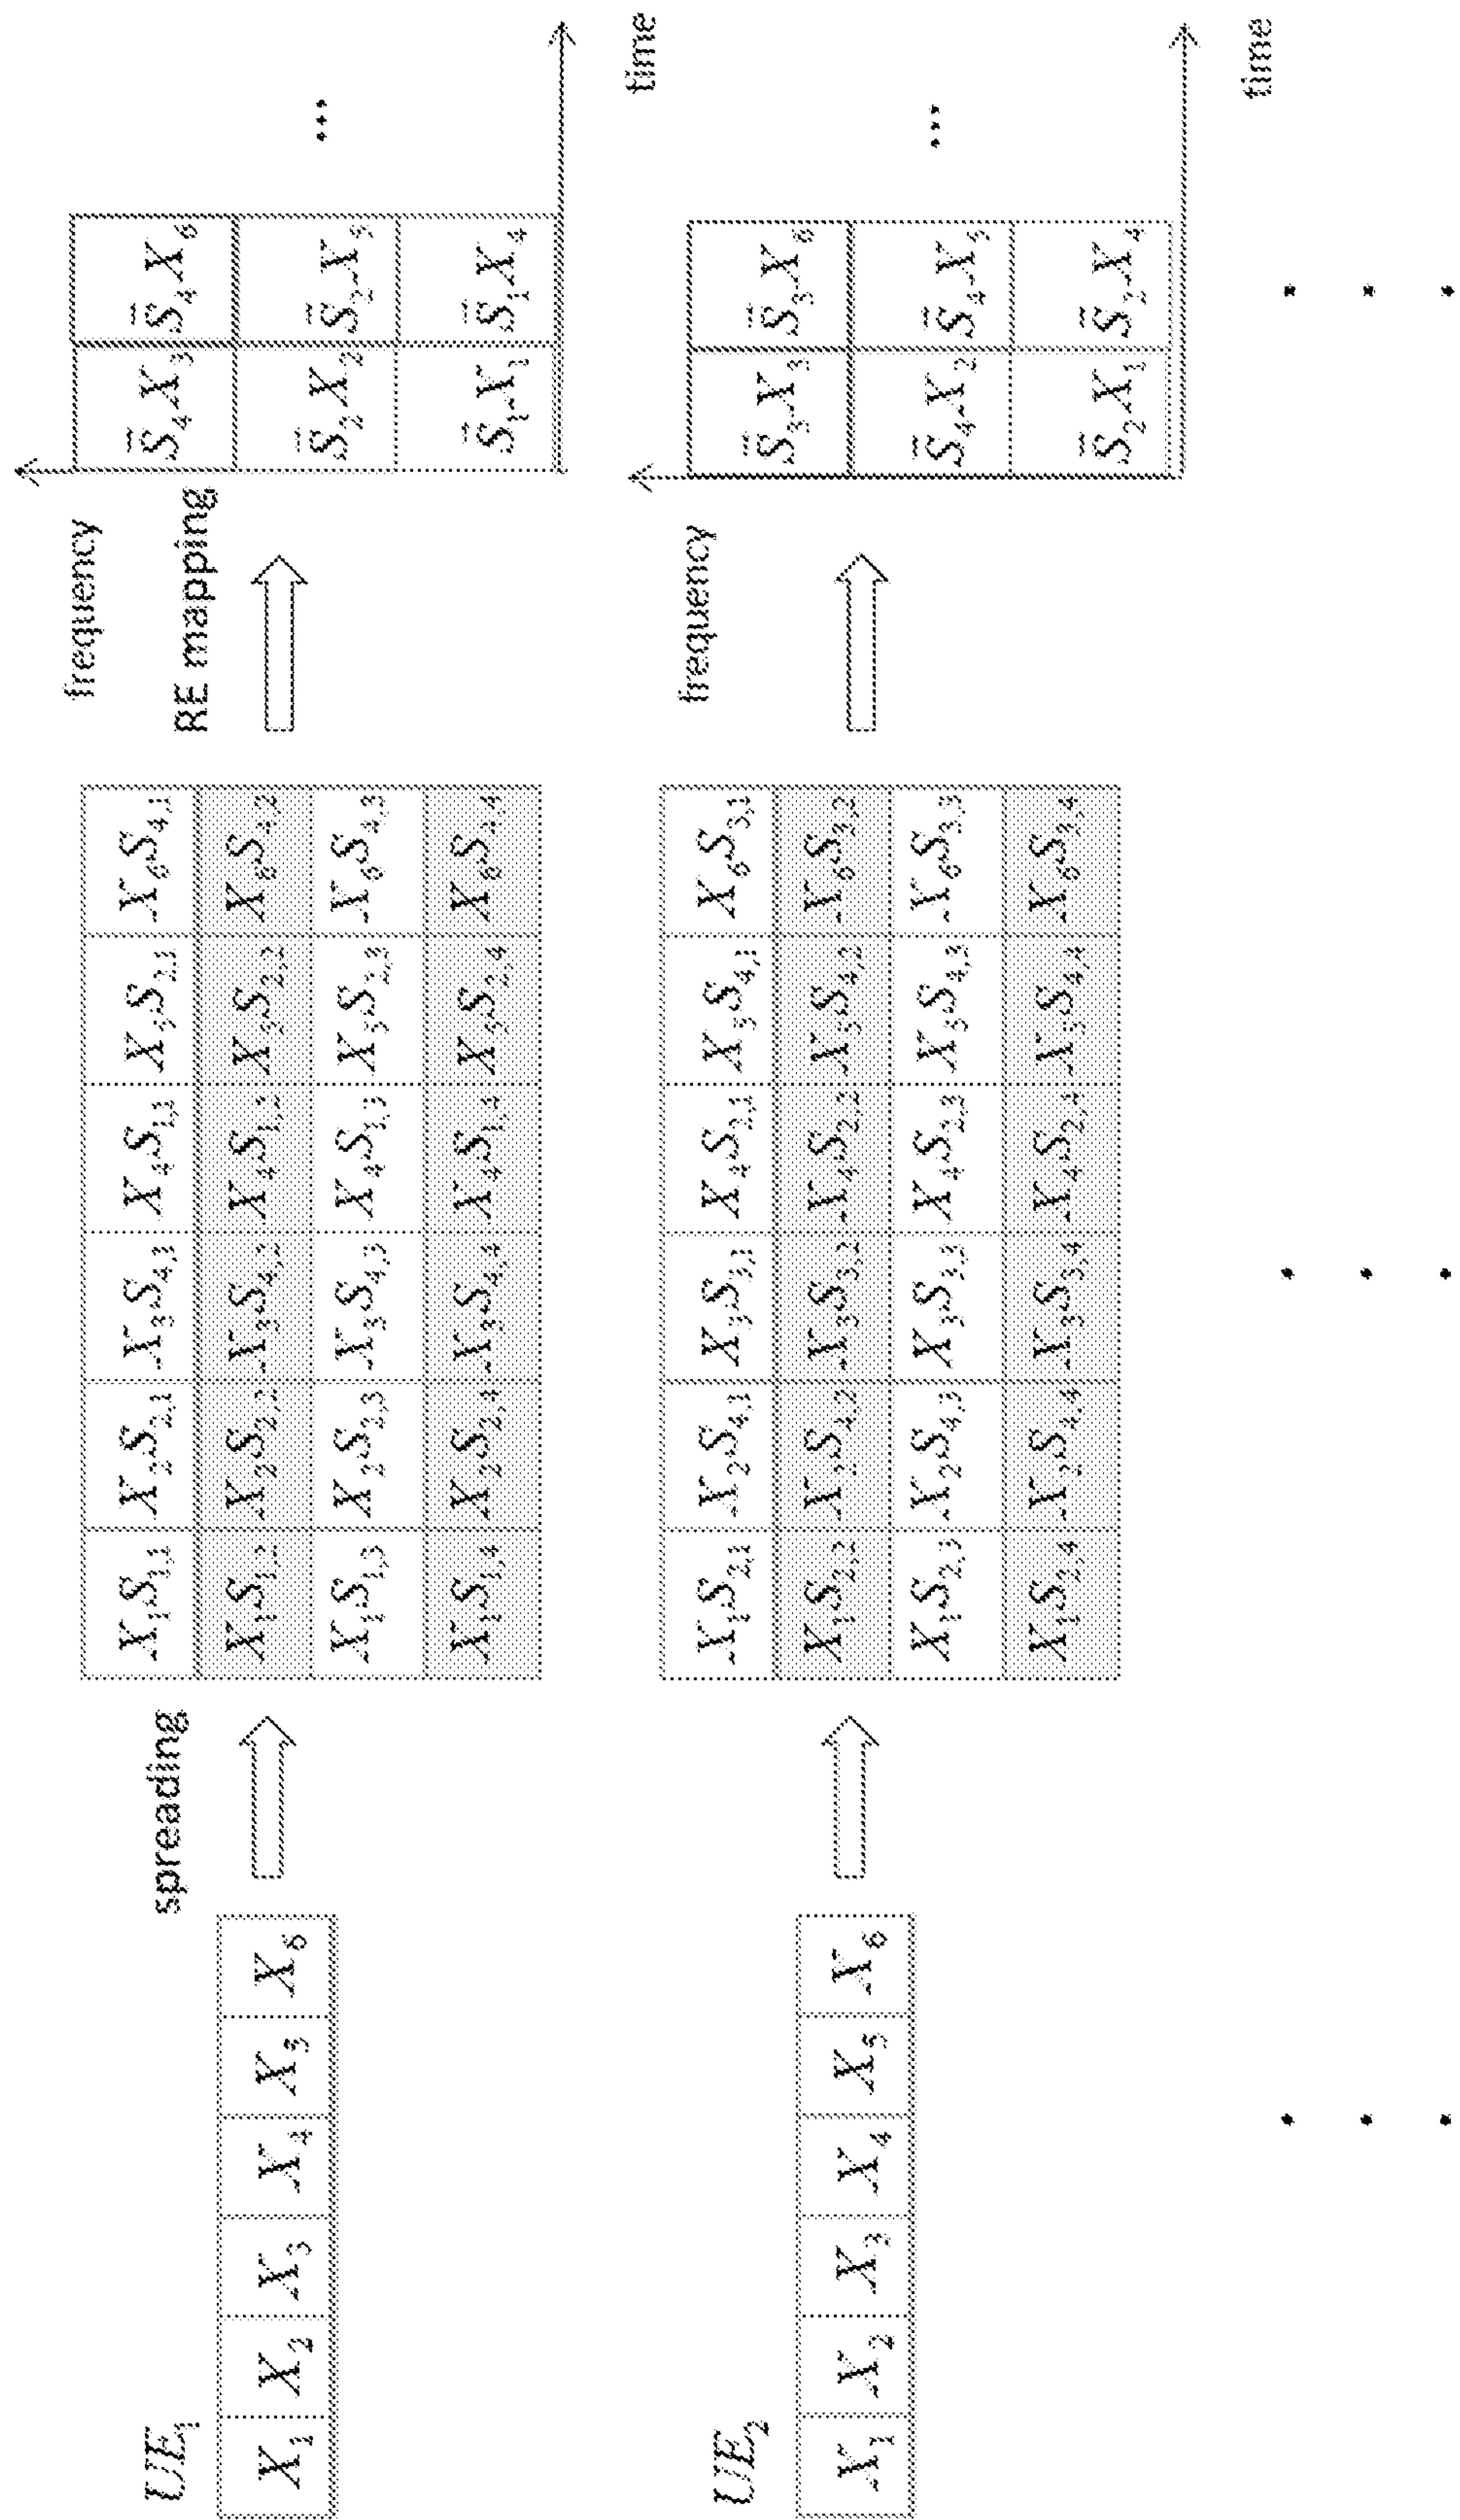 UE₁
X₁ X₂ X₃ X₄ X₅ X₆
spreading
X₁S₁,₁ X₂S₂,₁ X₃S₄,₁ X₄S₁,₁ X₅S₂,₁ X₆S₄,₁
X₁S₁,₂ X₂S₂,₂ X₃S₄,₂ X₄S₁,₂ X₅S₂,₂ X₆S₄,₂
X₁S₁,₃ X₂S₂,₃ X₃S₄,₃ X₄S₁,₃ X₅S₂,₃ X₆S₄,₃
X₁S₁,₄ X₂S₂,₄ X₃S₄,₄ X₄S₁,₄ X₅S₂,₄ X₆S₄,₄
RE mapping
frequency
S̄₄X₃ S̄₄X₆
S̄₂X₂ S̄₂X₅ ...
S̄₁X₁ S̄₁X₄
time
UE₂
X₁ X₂ X₃ X₄ X₅ X₆
X₁S₂,₁ X₂S₄,₁ X₃S₃,₁ X₄S₂,₁ X₅S₄,₁ X₆S₃,₁
X₁S₂,₂ X₂S₄,₂ X₃S₃,₂ X₄S₂,₂ X₅S₄,₂ X₆S₃,₂
X₁S₂,₃ X₂S₄,₃ X₃S₃,₃ X₄S₂,₃ X₅S₄,₃ X₆S₃,₃
X₁S₂,₄ X₂S₄,₄ X₃S₃,₄ X₄S₂,₄ X₅S₄,₄ X₆S₃,₄
frequency
S̄₃X₃ S̄₃X₆
S̄₄X₂ S̄₄X₅ ...
S̄₂X₁ S̄₂X₄
time